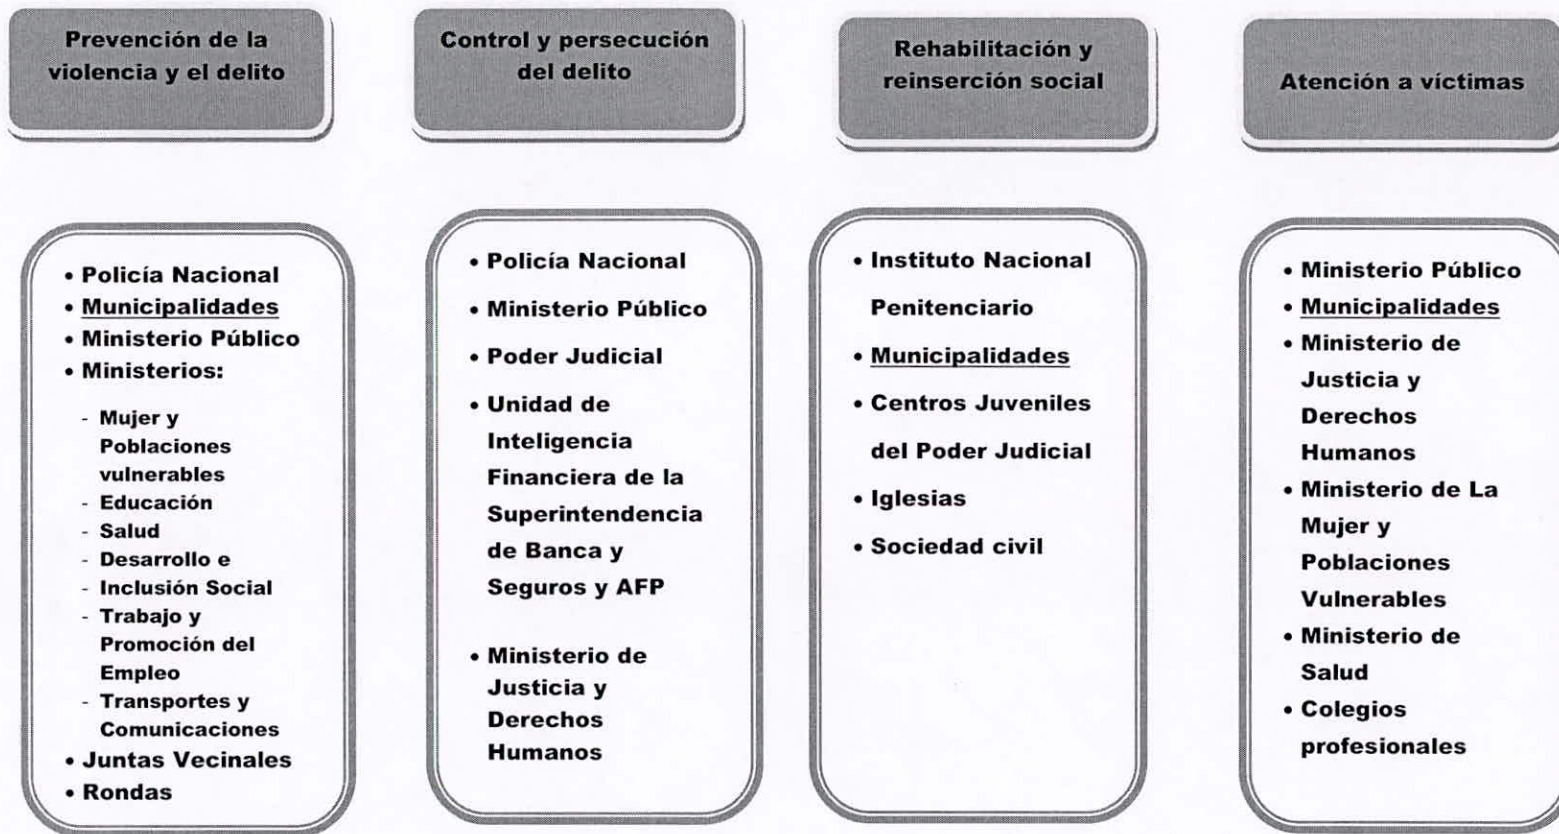 Prevención de la
violencia y el delito
• Policía Nacional
• Municipalidades
• Ministerio Público
• Ministerios:
- Mujer y
Poblaciones
vulnerables
- Educación
- Salud
- Desarrollo e
- Inclusión Social
- Trabajo y
Promoción del
Empleo
- Transportes y
Comunicaciones
• Juntas Vecinales
• Rondas
Control y persecución
del delito
• Policía Nacional
• Ministerio Público
• Poder Judicial
• Unidad de
Inteligencia
Financiera de la
Superintendencia
de Banca y
Seguros y AFP
• Ministerio de
Justicia y
Derechos
Humanos
Rehabilitación y
reinserción social
• Instituto Nacional
Penitenciario
• Municipalidades
• Centros Juveniles
del Poder Judicial
• Iglesias
• Sociedad civil
Atención a víctimas
• Ministerio Público
• Municipalidades
• Ministerio de
Justicia y
Derechos
Humanos
• Ministerio de La
Mujer y
Poblaciones
Vulnerables
• Ministerio de
Salud
• Colegios
profesionales